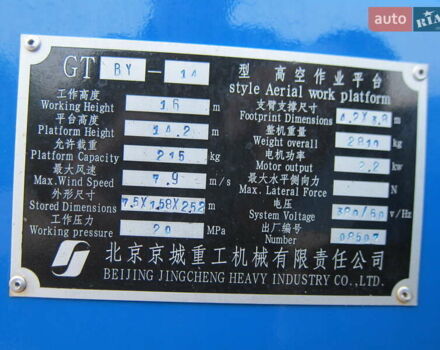 auto RIA
GT BY - 14 型 高空作业平台
style Aerial work platform
工作高度
Working Height 16 m
平台高度
Platform Height 14.2 m
允许载重
Platform Capacity 215 kg
最大风速
Max.Wind Speed 7.9 m/s
外形尺寸
Stored Dimensions 7.5X1.58X2.52 m
工作压力
Working pressure 20 MPa
支臂支撑尺寸
Footprint Dimensions 4.2X3.8 m
整机重量
Weight overall 2810 kg
电机功率
Motor output 2.2 kw
最大水平侧向力
Max. Lateral Force N
电压
System Voltage 380/50 v/Hz
出厂编号
Number 08507
北京京城重工机械有限责任公司
BEIJING JINGCHENG HEAVY INDUSTRY CO.,LTD.